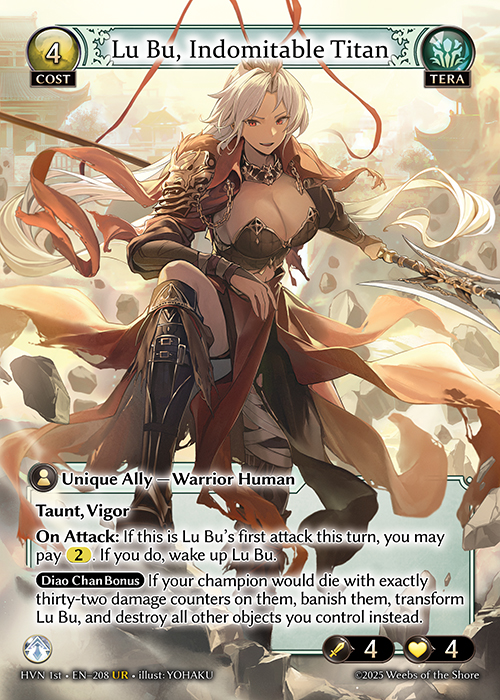 4
COST
Lu Bu, Indomitable Titan
TERA
Unique Ally — Warrior Human
Taunt, Vigor
On Attack: If this is Lu Bu's first attack this turn, you may
pay 2. If you do, wake up Lu Bu.
Diao Chan Bonus If your champion would die with exactly
thirty-two damage counters on them, banish them, transform
Lu Bu, and destroy all other objects you control instead.
4
4
HVN 1st • EN-208 UR • illust: YOHAKU
©2025 Weebs of the Shore